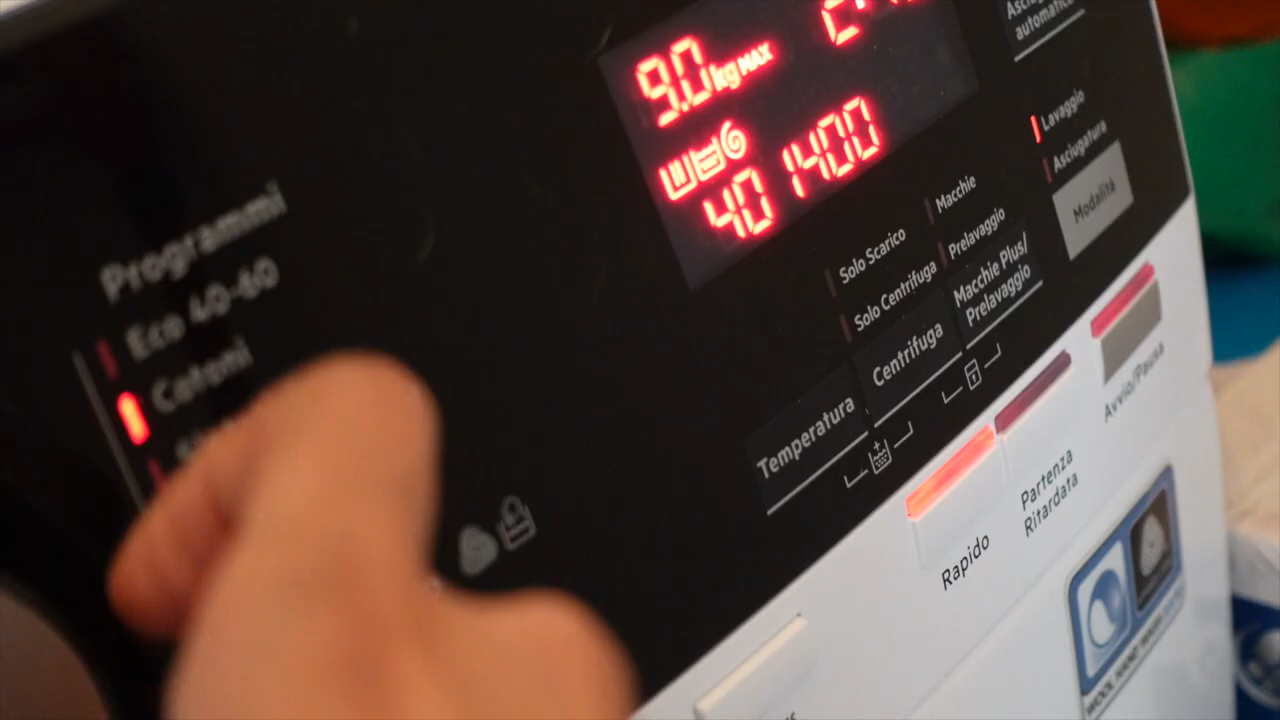 Programmi
Eco 40-60
Cotoni
9.0 kg MAX
40 1400
automatica
Lavaggio
Asciugatura
Modalità
Macchie
Prelavaggio
Macchie Plus/
Prelavaggio
Solo Scarico
Solo Centrifuga
Centrifuga
Temperatura
Rapido
Partenza
Ritardata
Avvio/Pausa